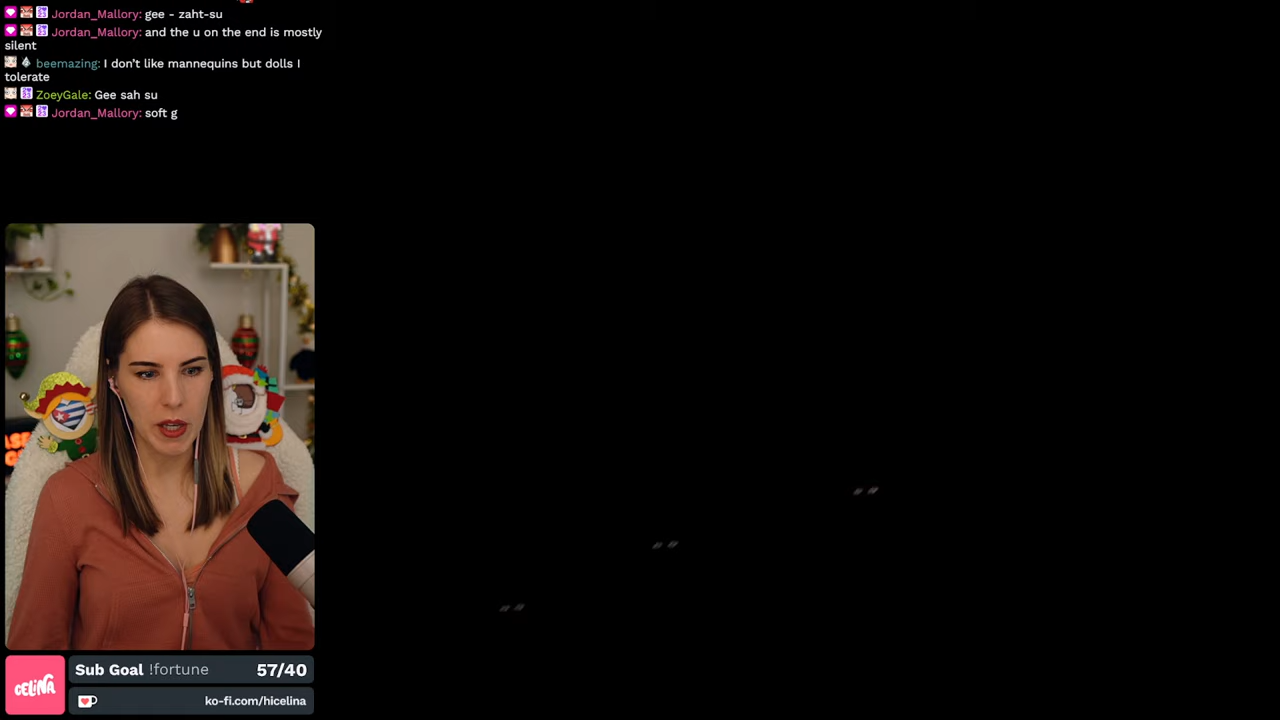 Jordan_Mallory: gee - zaht-su
Jordan_Mallory: and the u on the end is mostly
silent
beemazing: I don't like mannequins but dolls I
tolerate
ZoeyGale: Gee sah su
Jordan_Mallory: soft g
CELINA
Sub Goal !fortune 57/40
ko-fi.com/hicelina